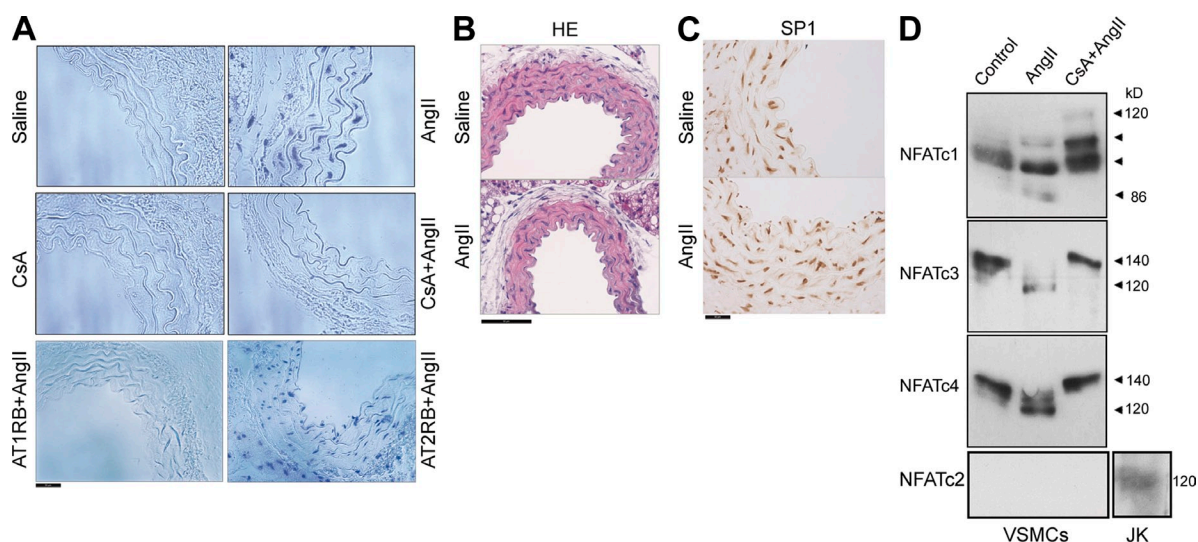 A
Saline
AngII
CsA
CsA+AngII
AT1RB+AngII
AT2RB+AngII
B
HE
Saline
AngII
C
SP1
Saline
AngII
D
Control
AngII
CsA+AngII
kD
NFATc1
120
86
NFATc3
140
120
NFATc4
140
120
NFATc2
120
VSMCs
JK